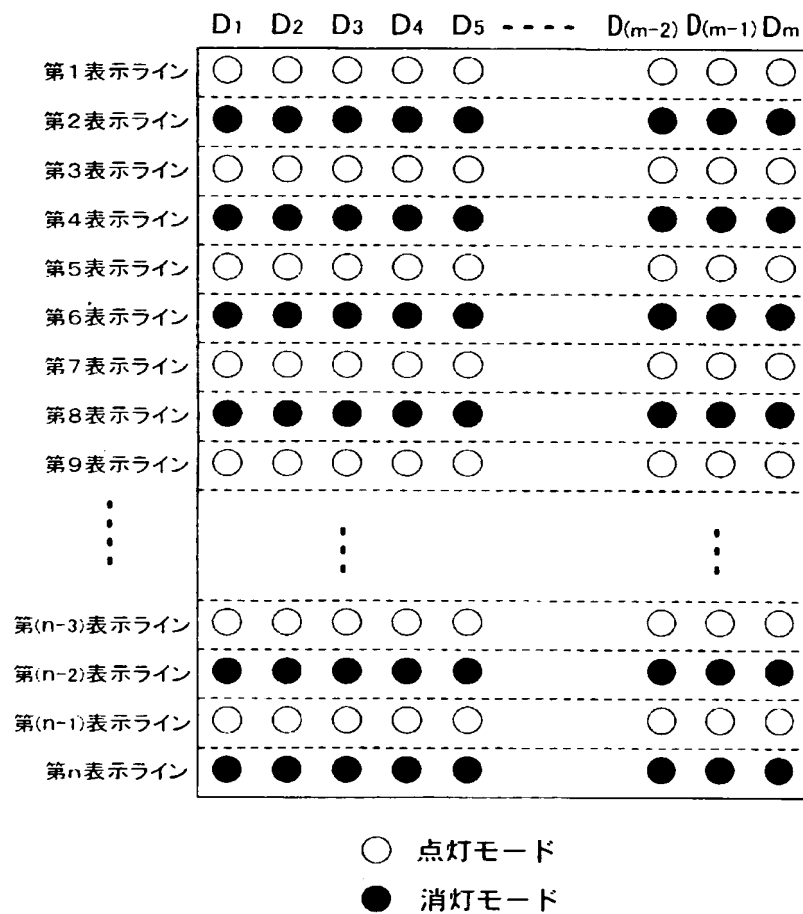 D1 D2 D3 D4 D5 ---- D(m-2) D(m-1) Dm
第1表示ライン
第2表示ライン
第3表示ライン
第4表示ライン
第5表示ライン
第6表示ライン
第7表示ライン
第8表示ライン
第9表示ライン
第(n-3)表示ライン
第(n-2)表示ライン
第(n-1)表示ライン
第n表示ライン
○ 点灯モード
● 消灯モード